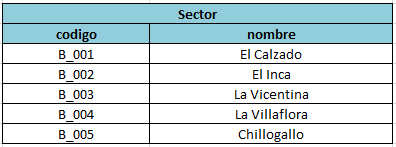 Sector
codigo nombre
B_001 El Calzado
B_002 El Inca
B_003 La Vicentina
B_004 La Villaflora
B_005 Chillogallo